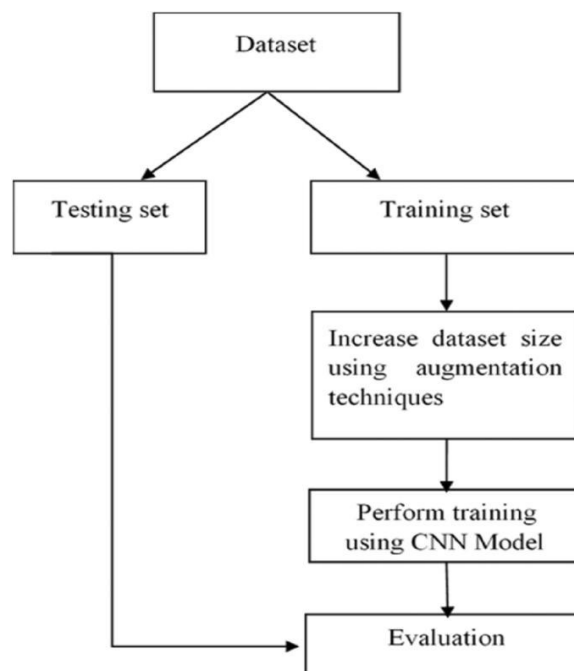 Dataset
Testing set
Training set
Increase dataset size
using augmentation
techniques
Perform training
using CNN Model
Evaluation